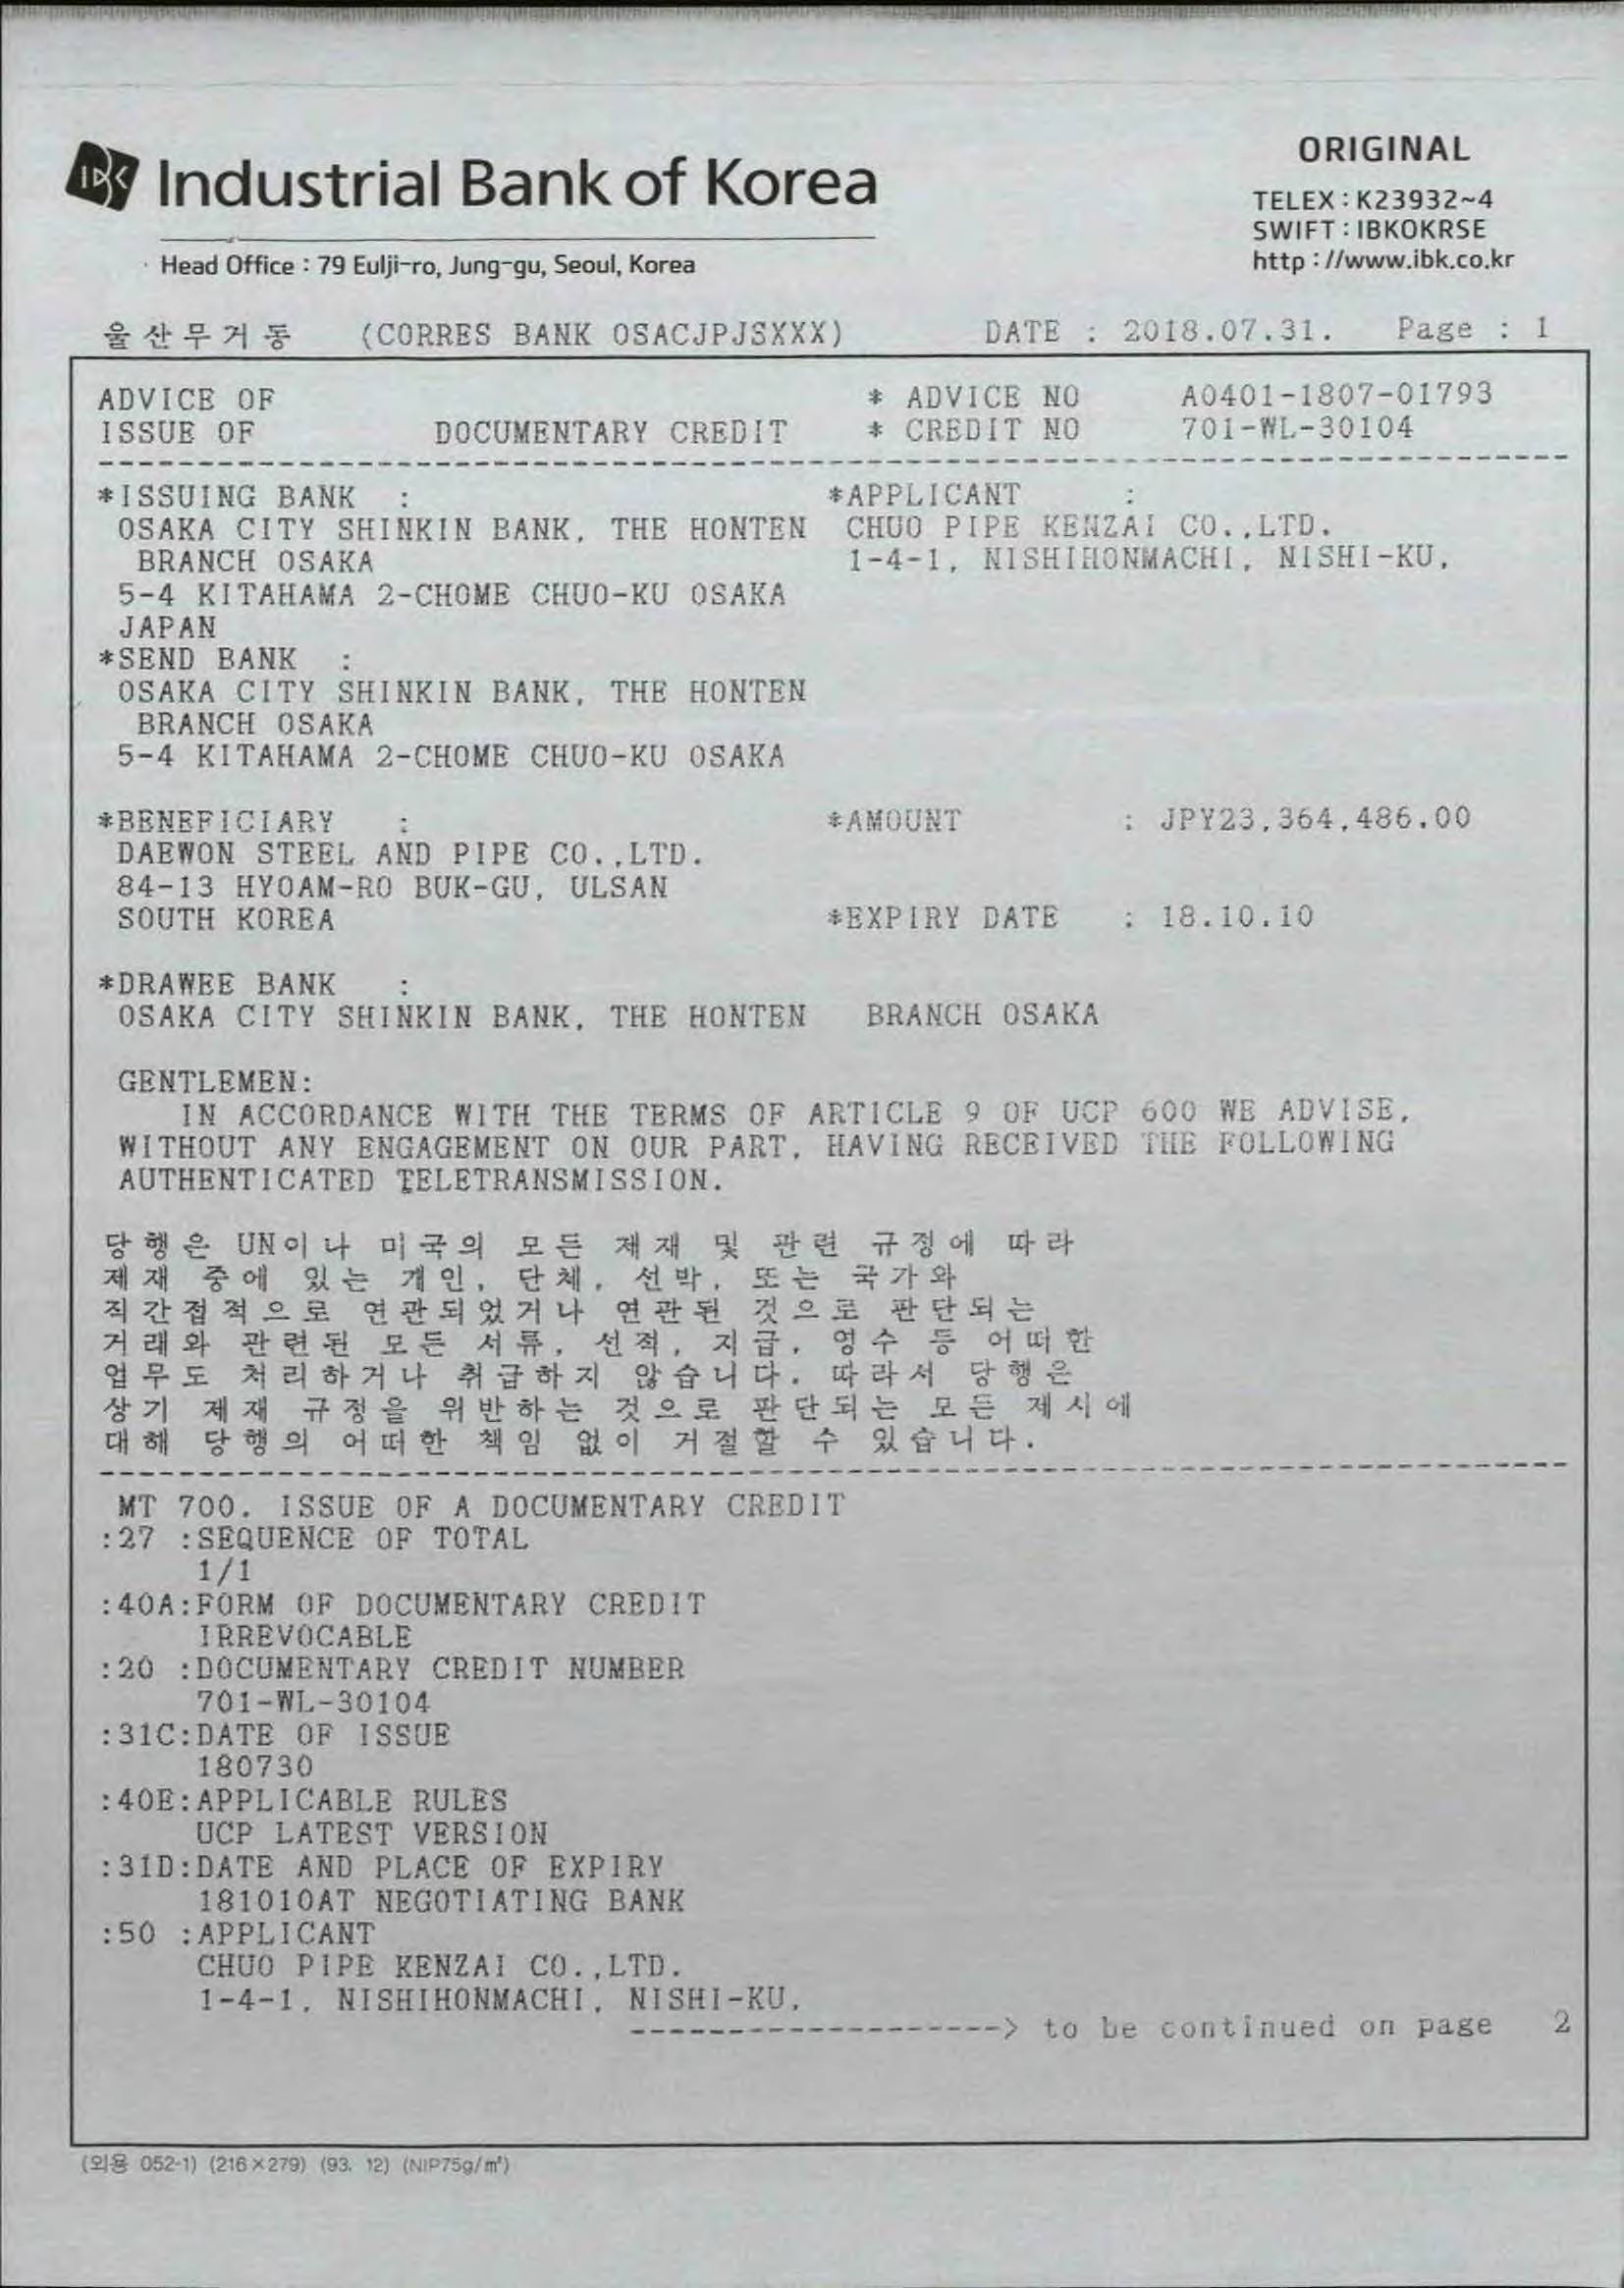 IBK Industrial Bank of Korea
Head Office : 79 Eulji-ro, Jung-gu, Seoul, Korea
ORIGINAL
TELEX : K23932~4
SWIFT : IBKOKRSE
http : //www.ibk.co.kr
울산무거동 (CORRES BANK OSACJPJSXXX) DATE : 2018.07.31. Page : 1
ADVICE OF * ADVICE NO A0401-1807-01793
ISSUE OF DOCUMENTARY CREDIT * CREDIT NO 701-WL-30104
*ISSUING BANK : *APPLICANT :
OSAKA CITY SHINKIN BANK, THE HONTEN CHUO PIPE KENZAI CO.,LTD.
BRANCH OSAKA 1-4-1, NISHIHONMACHI, NISHI-KU,
5-4 KITAHAMA 2-CHOME CHUO-KU OSAKA
JAPAN
*SEND BANK :
OSAKA CITY SHINKIN BANK, THE HONTEN
BRANCH OSAKA
5-4 KITAHAMA 2-CHOME CHUO-KU OSAKA
*BENEFICIARY : *AMOUNT : JPY23,364,486.00
DAEWON STEEL AND PIPE CO.,LTD.
84-13 HYOAM-RO BUK-GU, ULSAN
SOUTH KOREA *EXPIRY DATE : 18.10.10
*DRAWEE BANK :
OSAKA CITY SHINKIN BANK, THE HONTEN BRANCH OSAKA
GENTLEMEN:
IN ACCORDANCE WITH THE TERMS OF ARTICLE 9 OF UCP 600 WE ADVISE,
WITHOUT ANY ENGAGEMENT ON OUR PART, HAVING RECEIVED THE FOLLOWING
AUTHENTICATED TELETRANSMISSION.
당행은 UN이나 미국의 모든 제재 및 관련 규정에 따라
제재 중에 있는 개인, 단체, 선박, 또는 국가와
직간접적으로 연관되었거나 연관된 것으로 판단되는
거래와 관련된 모든 서류, 선적, 지급, 영수 등 어떠한
업무도 처리하거나 취급하지 않습니다. 따라서 당행은
상기 제재 규정을 위반하는 것으로 판단되는 모든 제시에
대해 당행의 어떠한 책임 없이 거절할 수 있습니다.
MT 700. ISSUE OF A DOCUMENTARY CREDIT
:27 :SEQUENCE OF TOTAL
1/1
:40A:FORM OF DOCUMENTARY CREDIT
IRREVOCABLE
:20 :DOCUMENTARY CREDIT NUMBER
701-WL-30104
:31C:DATE OF ISSUE
180730
:40E:APPLICABLE RULES
UCP LATEST VERSION
:31D:DATE AND PLACE OF EXPIRY
181010AT NEGOTIATING BANK
:50 :APPLICANT
CHUO PIPE KENZAI CO.,LTD.
1-4-1, NISHIHONMACHI, NISHI-KU,
-------------------> to be continued on page 2
(외용 052-1) (216×279) (93. 12) (NIP75g/㎡)